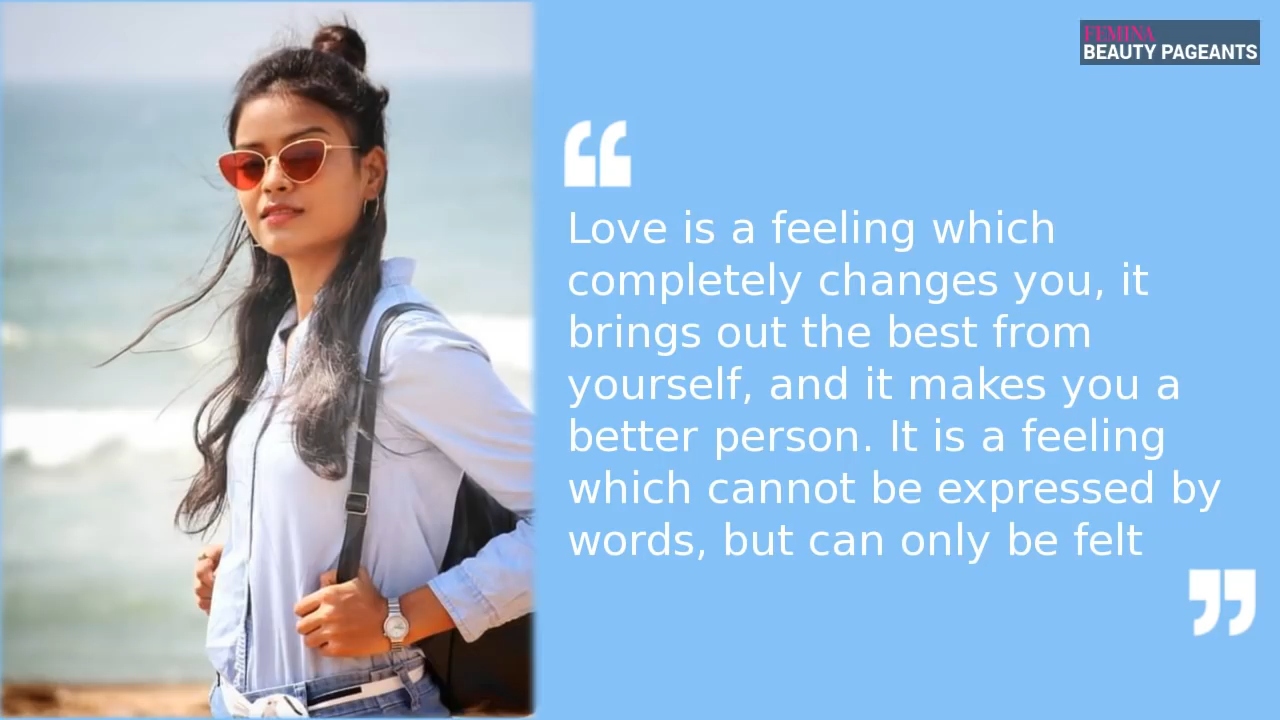 FEMINA
BEAUTY PAGEANTS
“
Love is a feeling which
completely changes you, it
brings out the best from
yourself, and it makes you a
better person. It is a feeling
which cannot be expressed by
words, but can only be felt
”